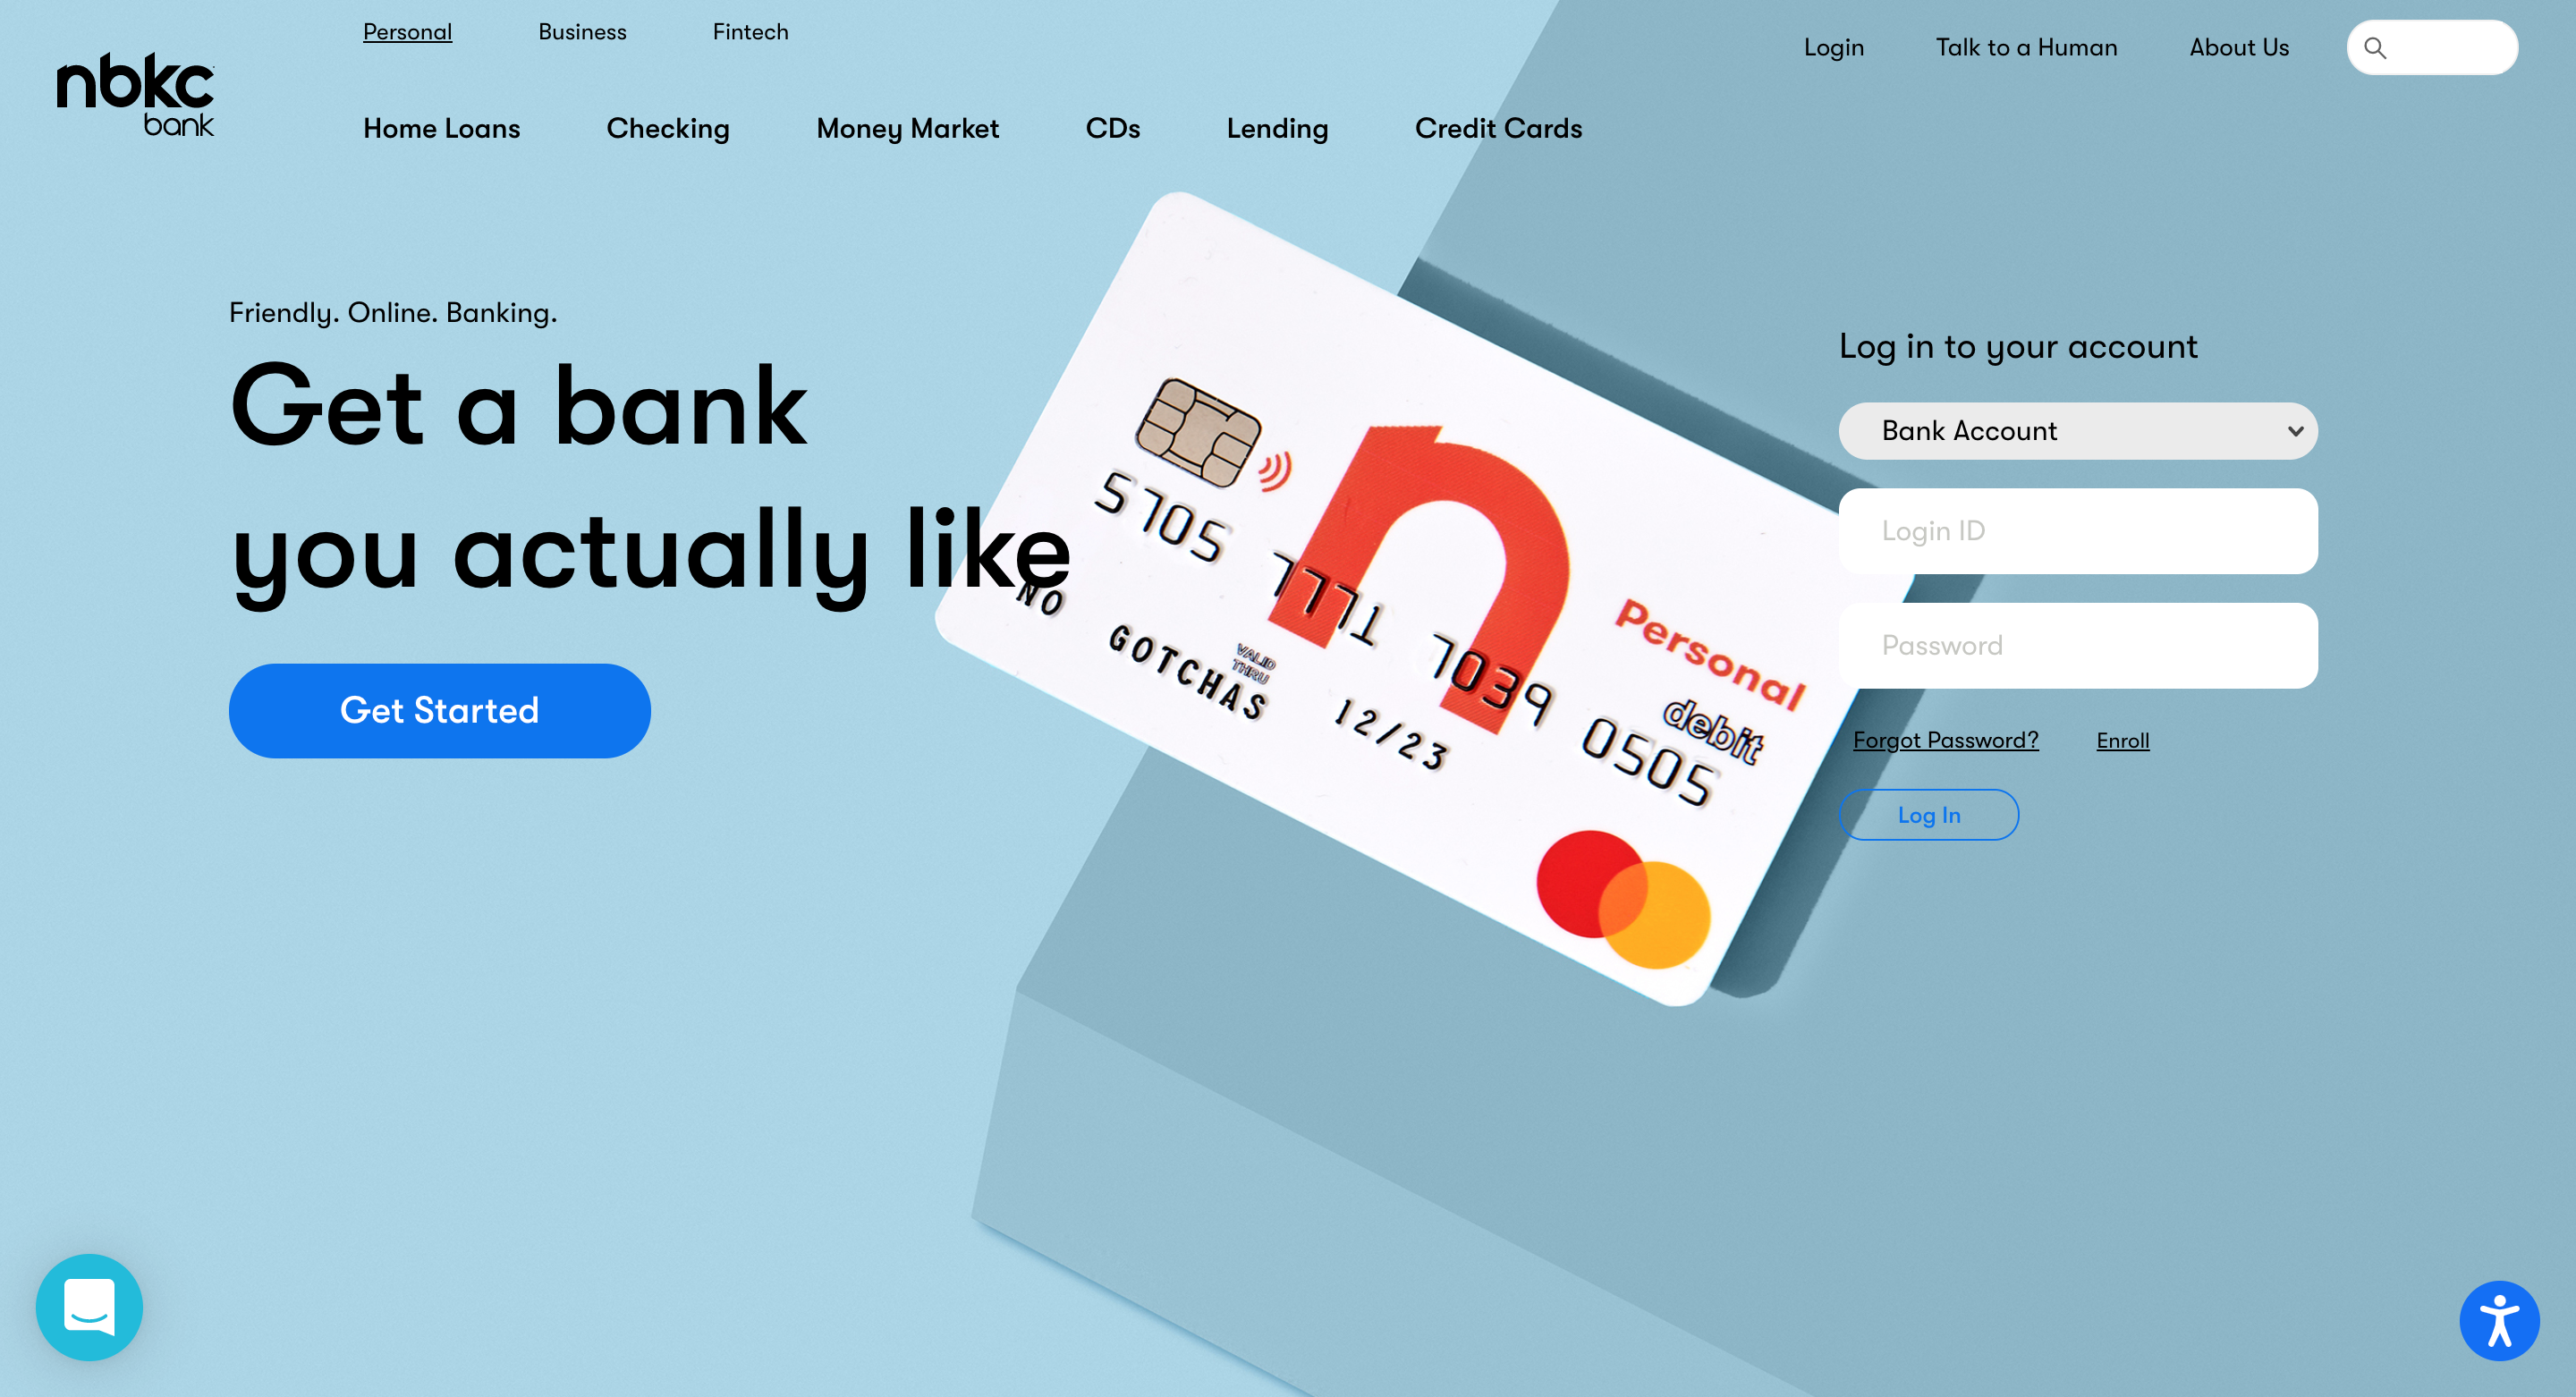 Personal Business Fintech
Login Talk to a Human About Us
nbkc
bank
Home Loans Checking Money Market CDs Lending Credit Cards
Friendly. Online. Banking.
Get a bank
you actually like
Get Started
5705 7771 7039 0505
NO GOTCHAS
VALID
THRU
12/23
n
Personal
debit
Log in to your account
Bank Account
Login ID
Password
Forgot Password? Enroll
Log In